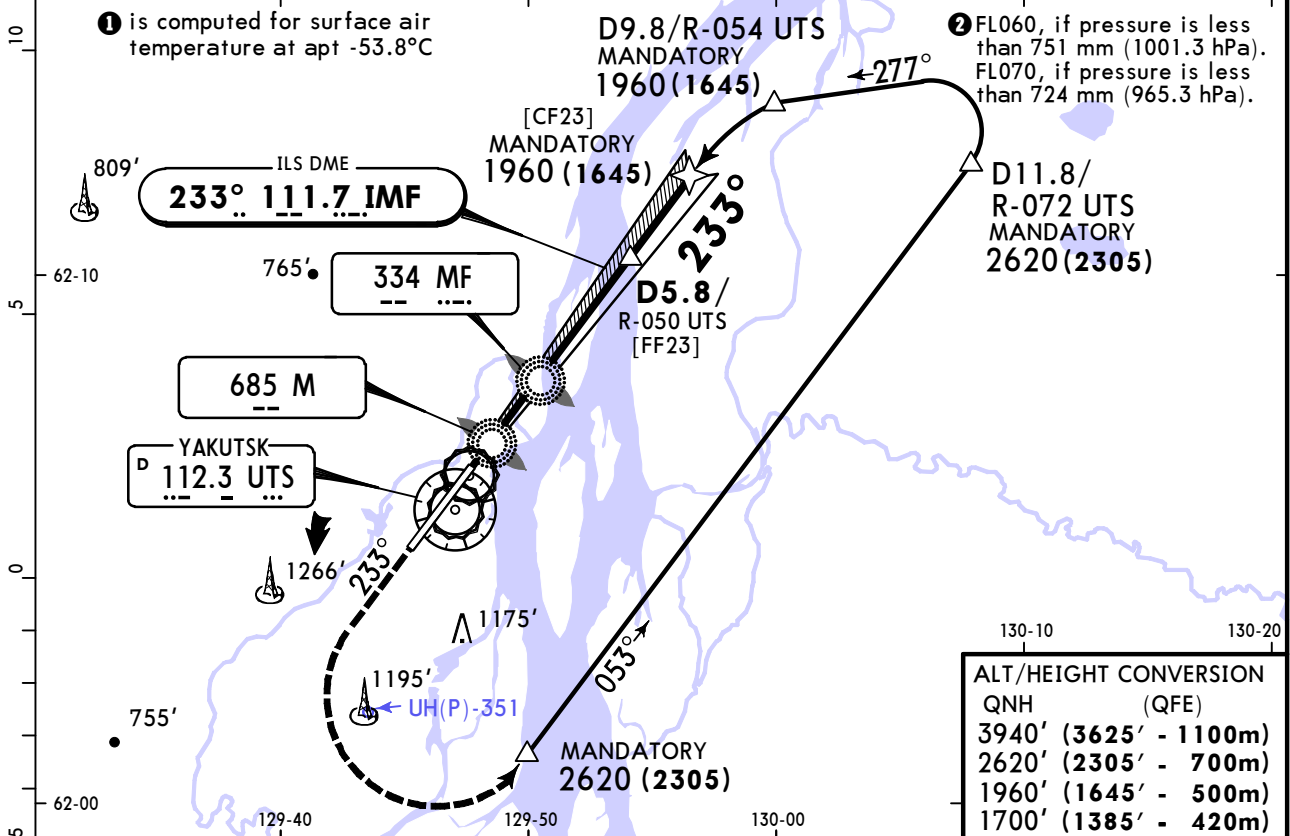 ❶ is computed for surface air
temperature at apt -53.8°C
D9.8/R-054 UTS
MANDATORY
1960 (1645)
❷ FL060, if pressure is less
than 751 mm (1001.3 hPa).
FL070, if pressure is less
than 724 mm (965.3 hPa).
277°
[CF23]
MANDATORY
1960 (1645)
10
809'
ILS DME
233° 111.7 IMF
233°
D11.8/
R-072 UTS
MANDATORY
2620 (2305)
62-10
765'
334 MF
D5.8/
R-050 UTS
[FF23]
5
685 M
YAKUTSK
D 112.3 UTS
0
1266'
233°
1175'
053°
130-10
130-20
1195'
UH(P)-351
755'
MANDATORY
2620 (2305)
62-00
129-40
129-50
130-00
5
ALT/HEIGHT CONVERSION
QNH (QFE)
3940' (3625' - 1100m)
2620' (2305' - 700m)
1960' (1645' - 500m)
1700' (1385' - 420m)